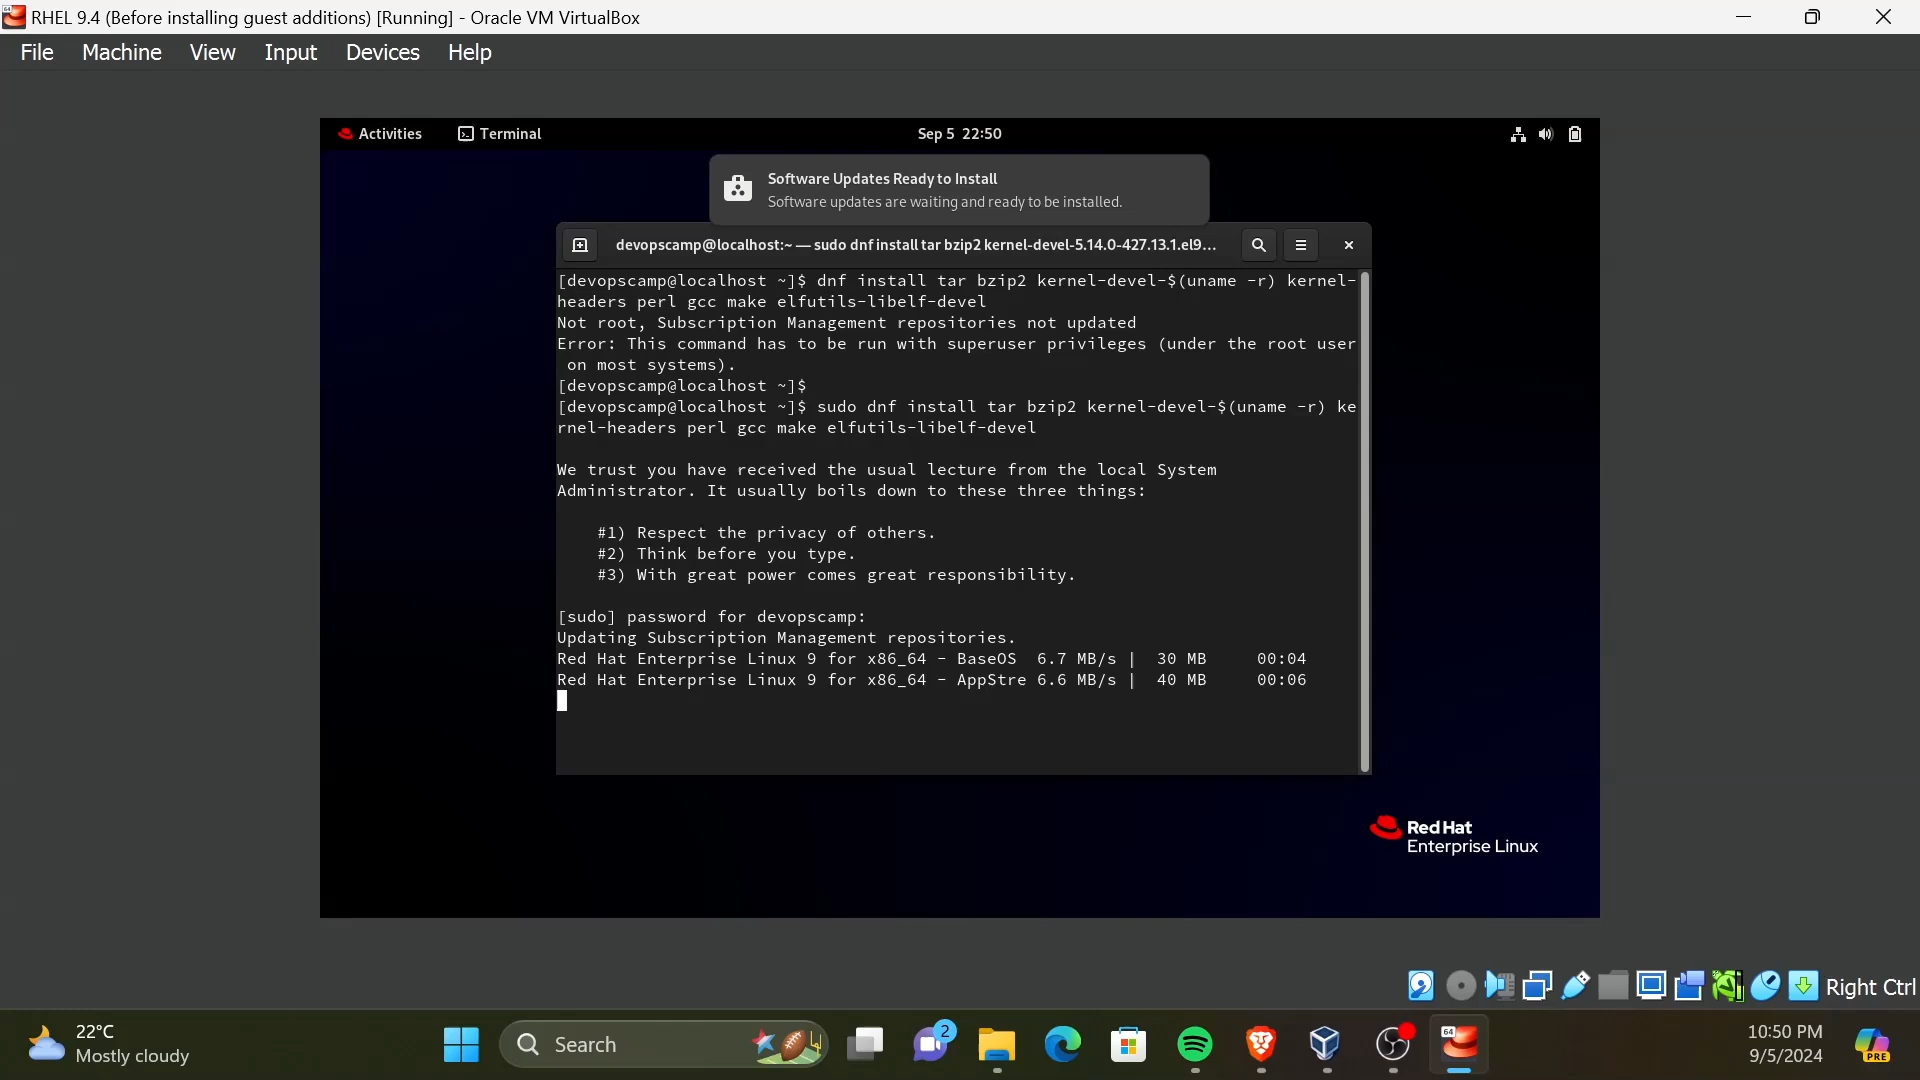 RHEL 9.4 (Before installing guest additions) [Running] - Oracle VM VirtualBox
File Machine View Input Devices Help
Activities Terminal Sep 5 22:50
Software Updates Ready to Install
Software updates are waiting and ready to be installed.
devopscamp@localhost:~ — sudo dnf install tar bzip2 kernel-devel-5.14.0-427.13.1.el9...
[devopscamp@localhost ~]$ dnf install tar bzip2 kernel-devel-$(uname -r) kernel-
headers perl gcc make elfutils-libelf-devel
Not root, Subscription Management repositories not updated
Error: This command has to be run with superuser privileges (under the root user
on most systems).
[devopscamp@localhost ~]$
[devopscamp@localhost ~]$ sudo dnf install tar bzip2 kernel-devel-$(uname -r) ke
rnel-headers perl gcc make elfutils-libelf-devel
We trust you have received the usual lecture from the local System
Administrator. It usually boils down to these three things:
#1) Respect the privacy of others.
#2) Think before you type.
#3) With great power comes great responsibility.
[sudo] password for devopscamp:
Updating Subscription Management repositories.
Red Hat Enterprise Linux 9 for x86_64 - BaseOS 6.7 MB/s | 30 MB 00:04
Red Hat Enterprise Linux 9 for x86_64 - AppStre 6.6 MB/s | 40 MB 00:06
Red Hat
Enterprise Linux
Right Ctrl
22°C
Mostly cloudy
Search
2
64
10:50 PM
9/5/2024
PRE